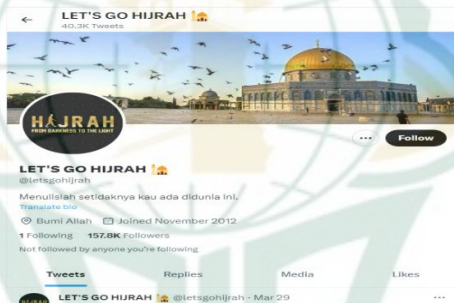 LET'S GO HIJRAH 🕌
40.3K Tweets
HIJRAH
FROM DARKNESS TO THE LIGHT
Follow
LET'S GO HIJRAH 🕌
@letsgohijrah
Menulislah setidaknya kau ada didunia ini.
Translate bio
Bumi Allah Joined November 2012
1 Following 157.8K Followers
Not followed by anyone you're following
Tweets Replies Media Likes
LET'S GO HIJRAH 🕌 @letsgohijrah · Mar 29